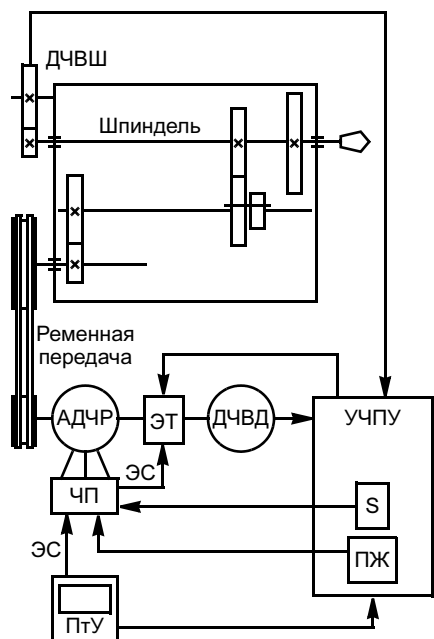 ДЧВШ
Шпиндель
Ременная
передача
АДЧР
ЭТ
ДЧВД
УЧПУ
ЭС
ЧП
S
ЭС
ПЖ
ПтУ